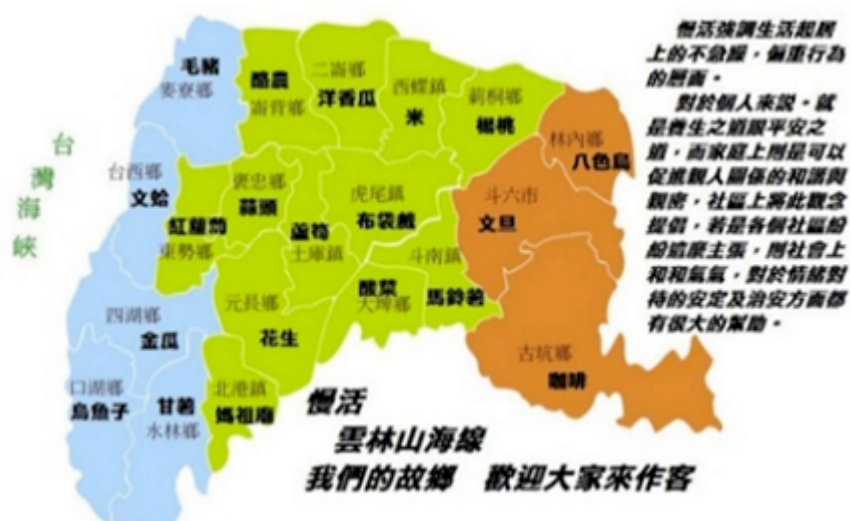 慢活強調生活起居
上的不急躁，偏重行為
的層面。
對於個人來說，就
是養生之道跟平安之
道，而家庭上則是可以
促進親人關係的和諧與
親密，社區上將此觀念
提倡，若是各個社區紛
紛這麼主張，則社會上
和和氣氣，對於情緒對
待的安定及治安方面都
有很大的幫助。
台
灣
海
峽
毛豬
麥寮鄉
酪農
崙背鄉
二崙鄉
洋香瓜
西螺鎮
米
莿桐鄉
楊桃
林內鄉
八色鳥
台西鄉
文蛤
褒忠鄉
蒜頭
紅蘿蔔
東勢鄉
蘆筍
土庫鎮
虎尾鎮
布袋戲
斗六市
文旦
斗南鎮
馬鈴薯
酸菜
大埤鄉
四湖鄉
金瓜
元長鄉
花生
古坑鄉
咖啡
口湖鄉
烏魚子
甘薯
水林鄉
北港鎮
媽祖廟
慢活
雲林山海線
我們的故鄉 歡迎大家來作客